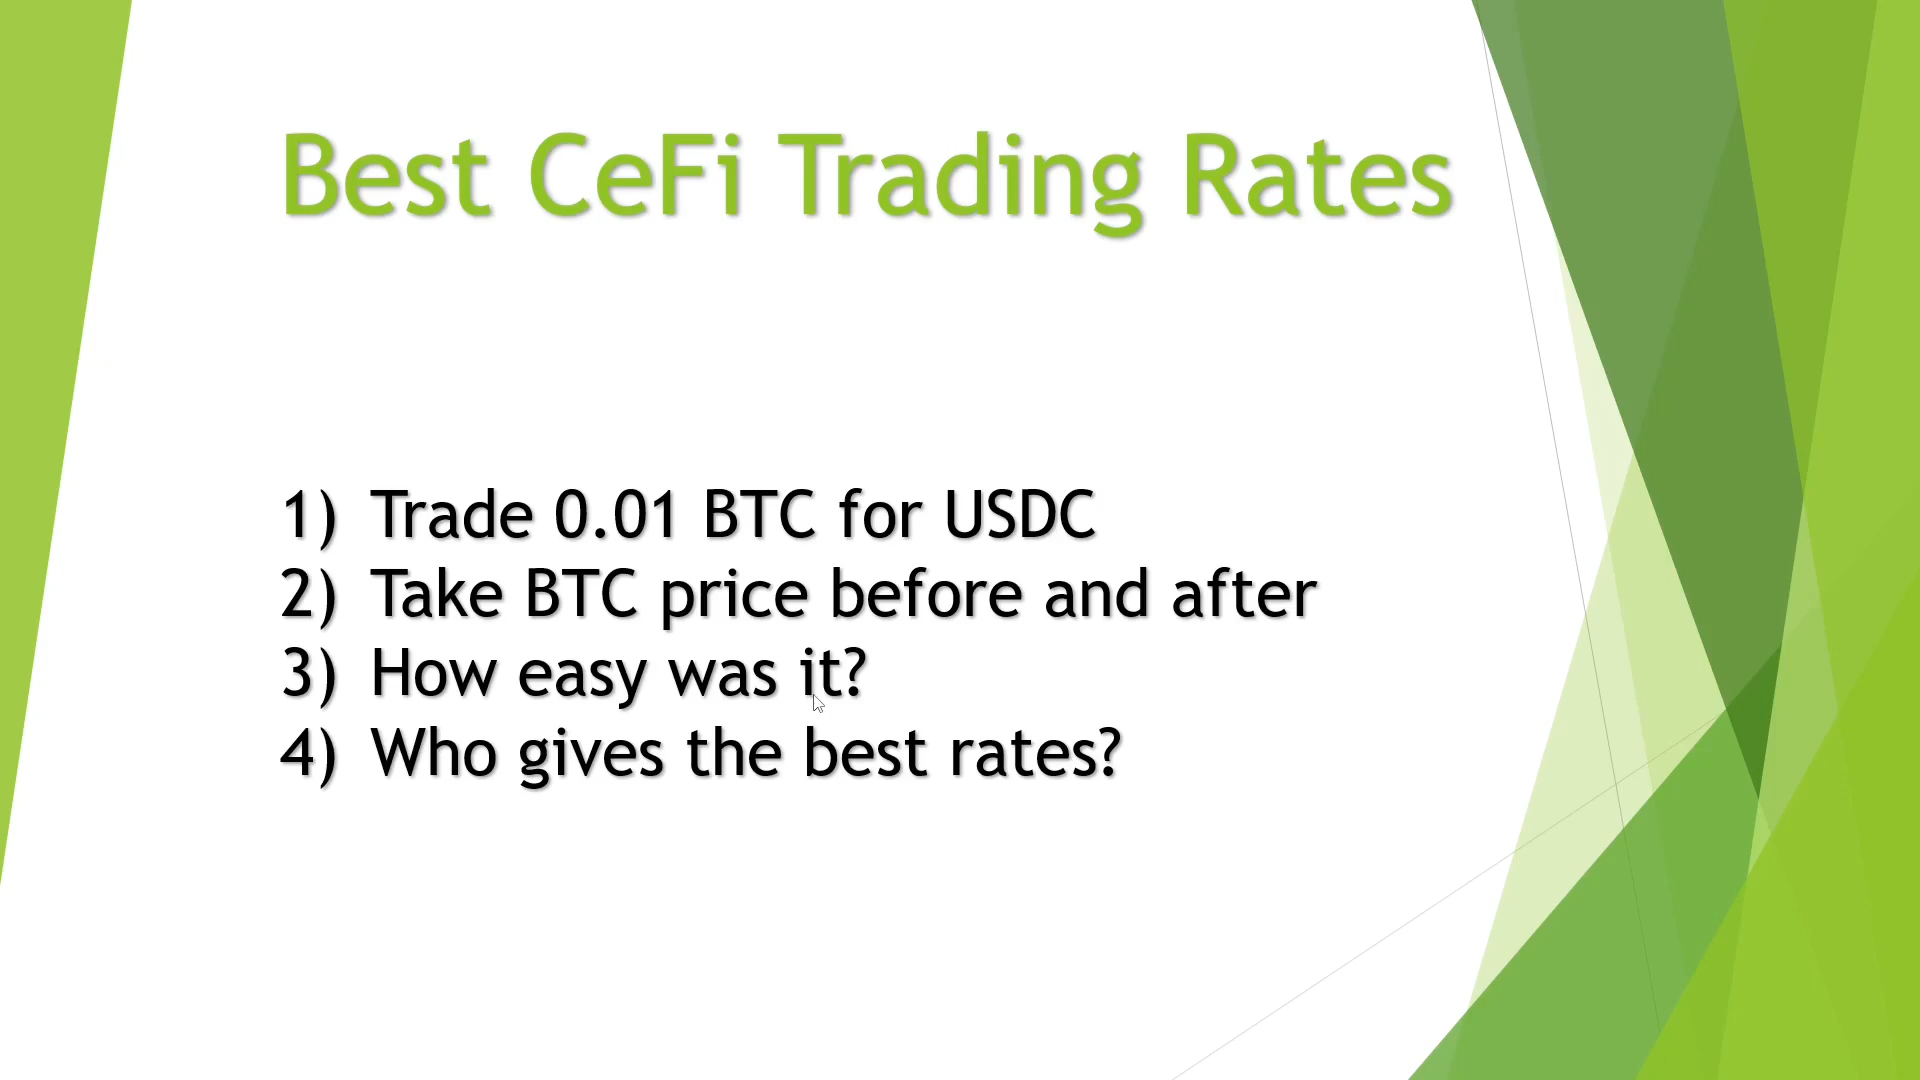 Best CeFi Trading Rates
1) Trade 0.01 BTC for USDC
2) Take BTC price before and after
3) How easy was it?
4) Who gives the best rates?